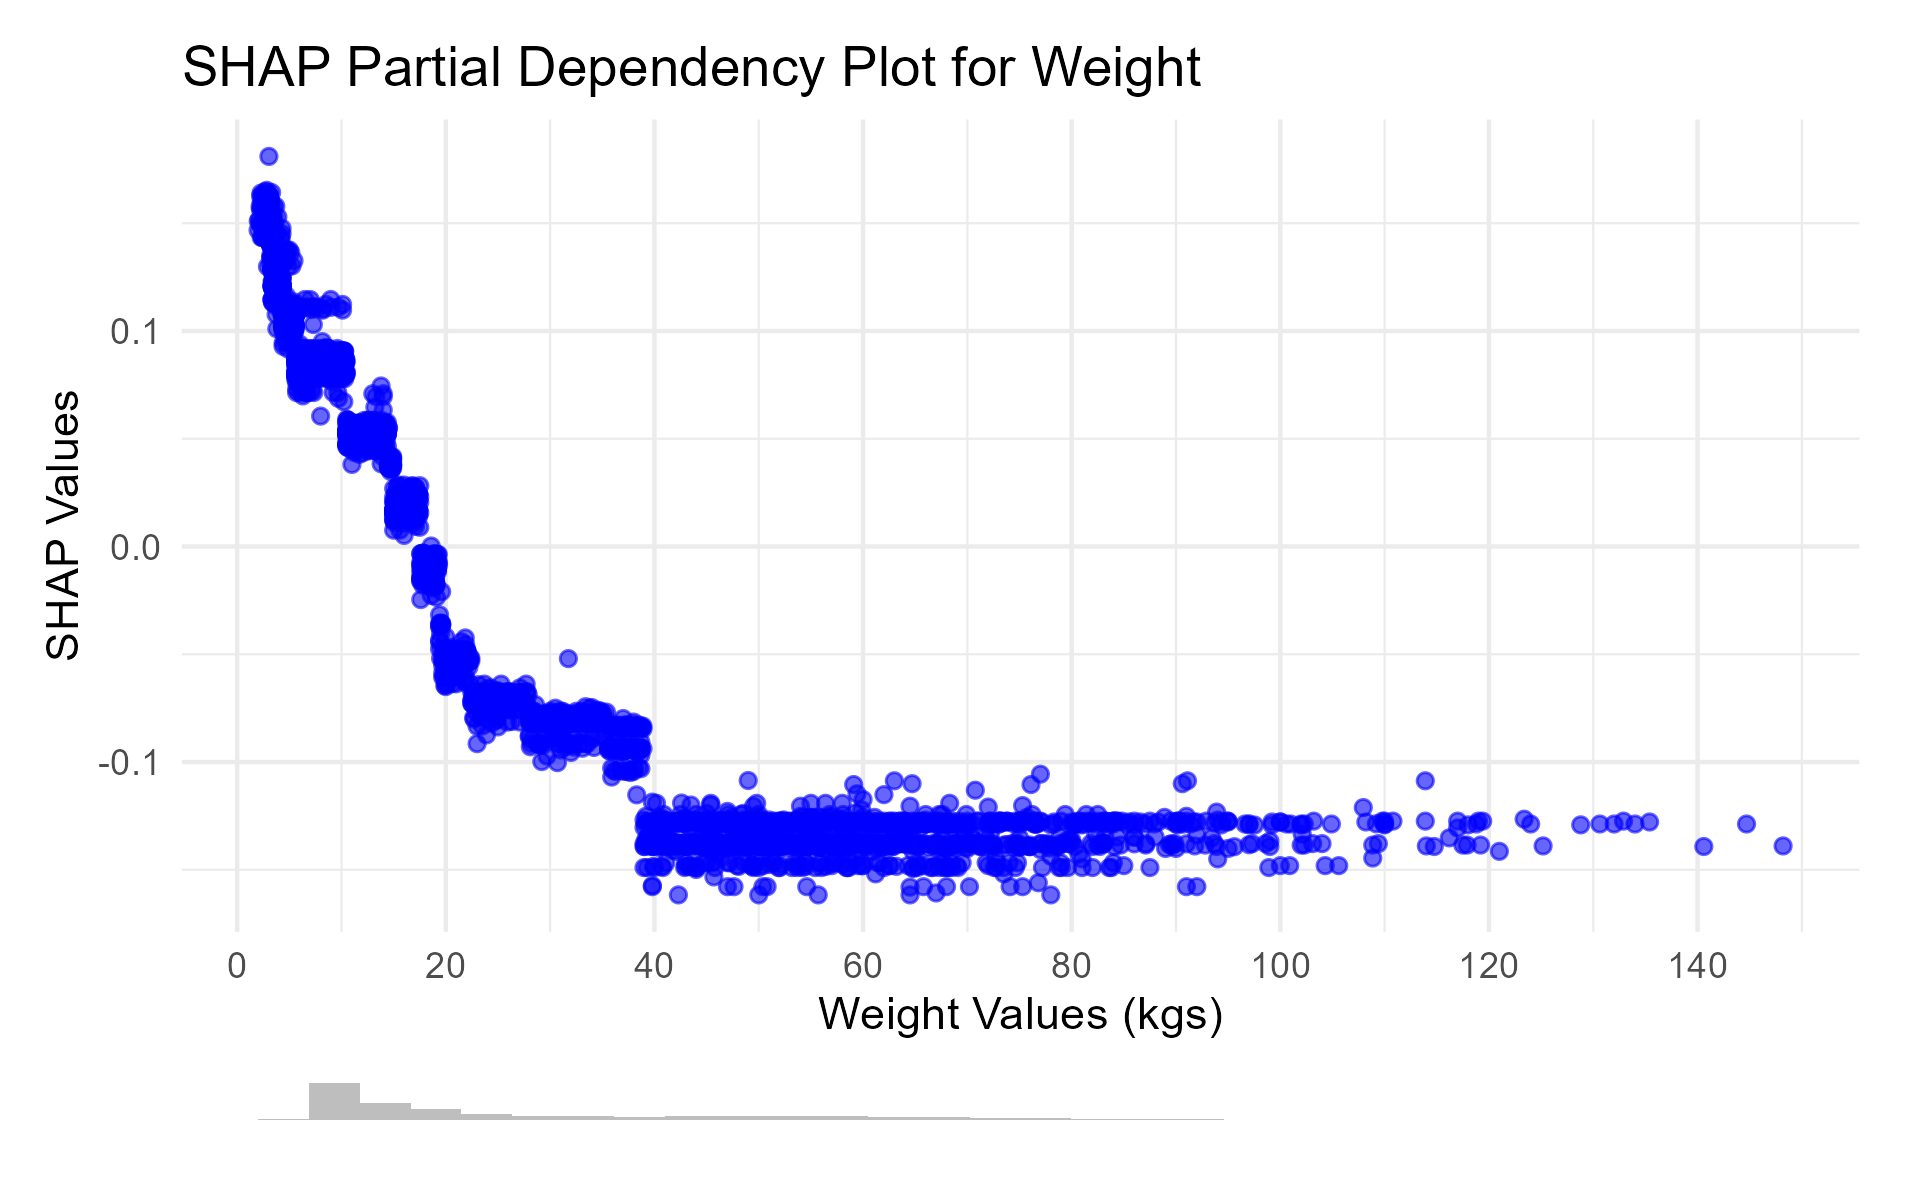 SHAP Partial Dependency Plot for Weight
SHAP Values
0.1
0.0
-0.1
0 20 40 60 80 100 120 140
Weight Values (kgs)